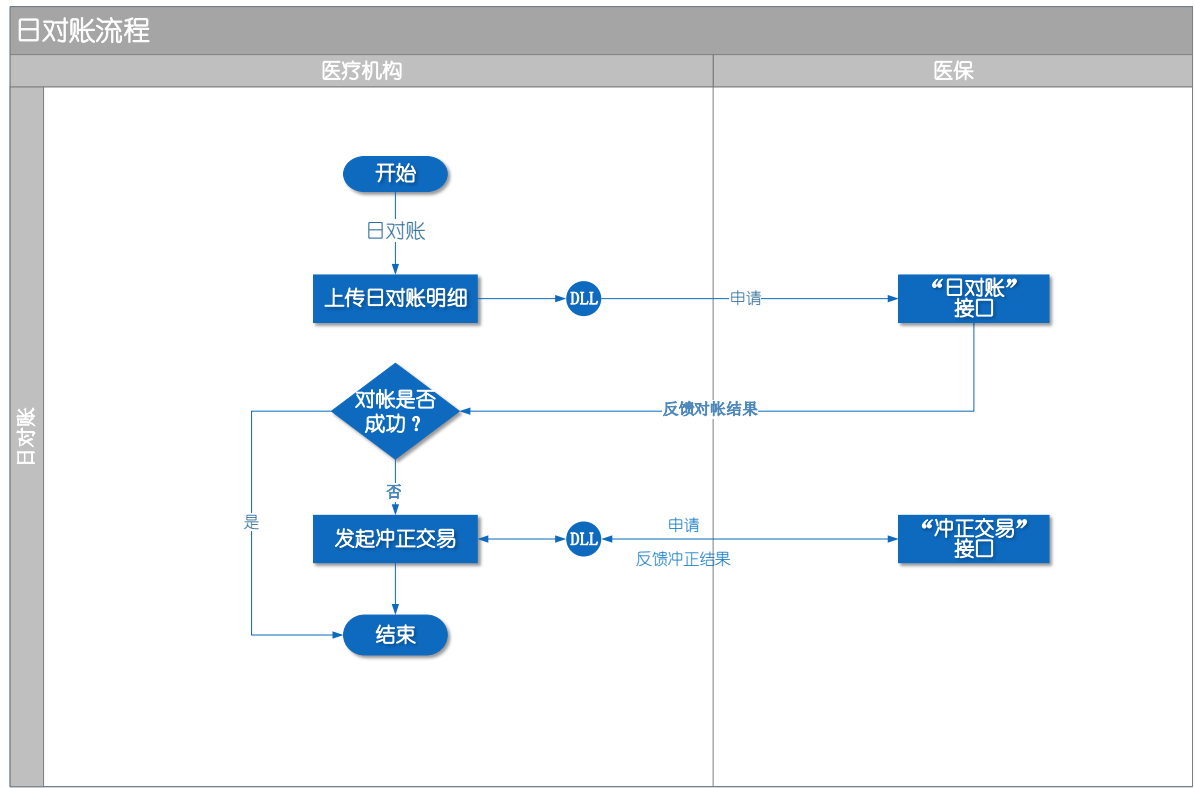 日对账流程
医疗机构
医保
日对账
开始
日对账
上传日对账明细
DLL
申请
“日对账”
接口
对帐是否
成功？
反馈对帐结果
否
是
发起冲正交易
DLL
申请
反馈冲正结果
“冲正交易”
接口
结束